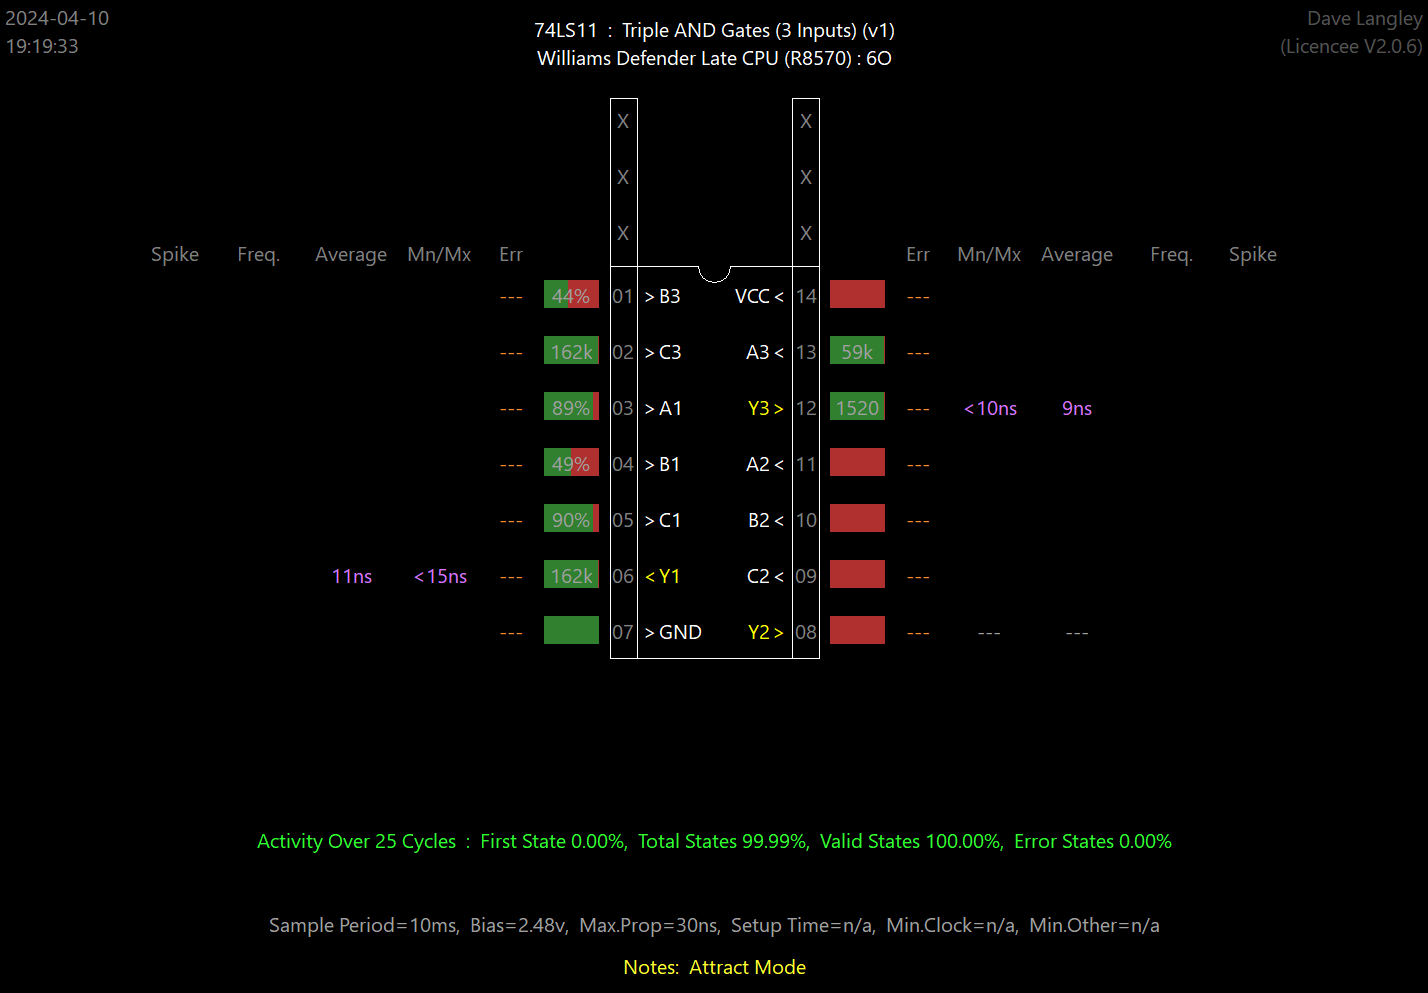 2024-04-10
19:19:33
74LS11 : Triple AND Gates (3 Inputs) (v1)
Williams Defender Late CPU (R8570) : 6O
Dave Langley
(Licencee V2.0.6)
X X
X X
X X
Spike Freq. Average Mn/Mx Err Err Mn/Mx Average Freq. Spike
--- 44% 01 >B3 VCC< 14 ---
--- 162k 02 >C3 A3< 13 59k ---
--- 89% 03 >A1 Y3> 12 1520 --- <10ns 9ns
--- 49% 04 >B1 A2< 11 ---
--- 90% 05 >C1 B2< 10 ---
11ns <15ns --- 162k 06 <Y1 C2< 09 ---
--- 07 >GND Y2> 08 --- --- ---
Activity Over 25 Cycles : First State 0.00%, Total States 99.99%, Valid States 100.00%, Error States 0.00%
Sample Period=10ms, Bias=2.48v, Max.Prop=30ns, Setup Time=n/a, Min.Clock=n/a, Min.Other=n/a
Notes: Attract Mode